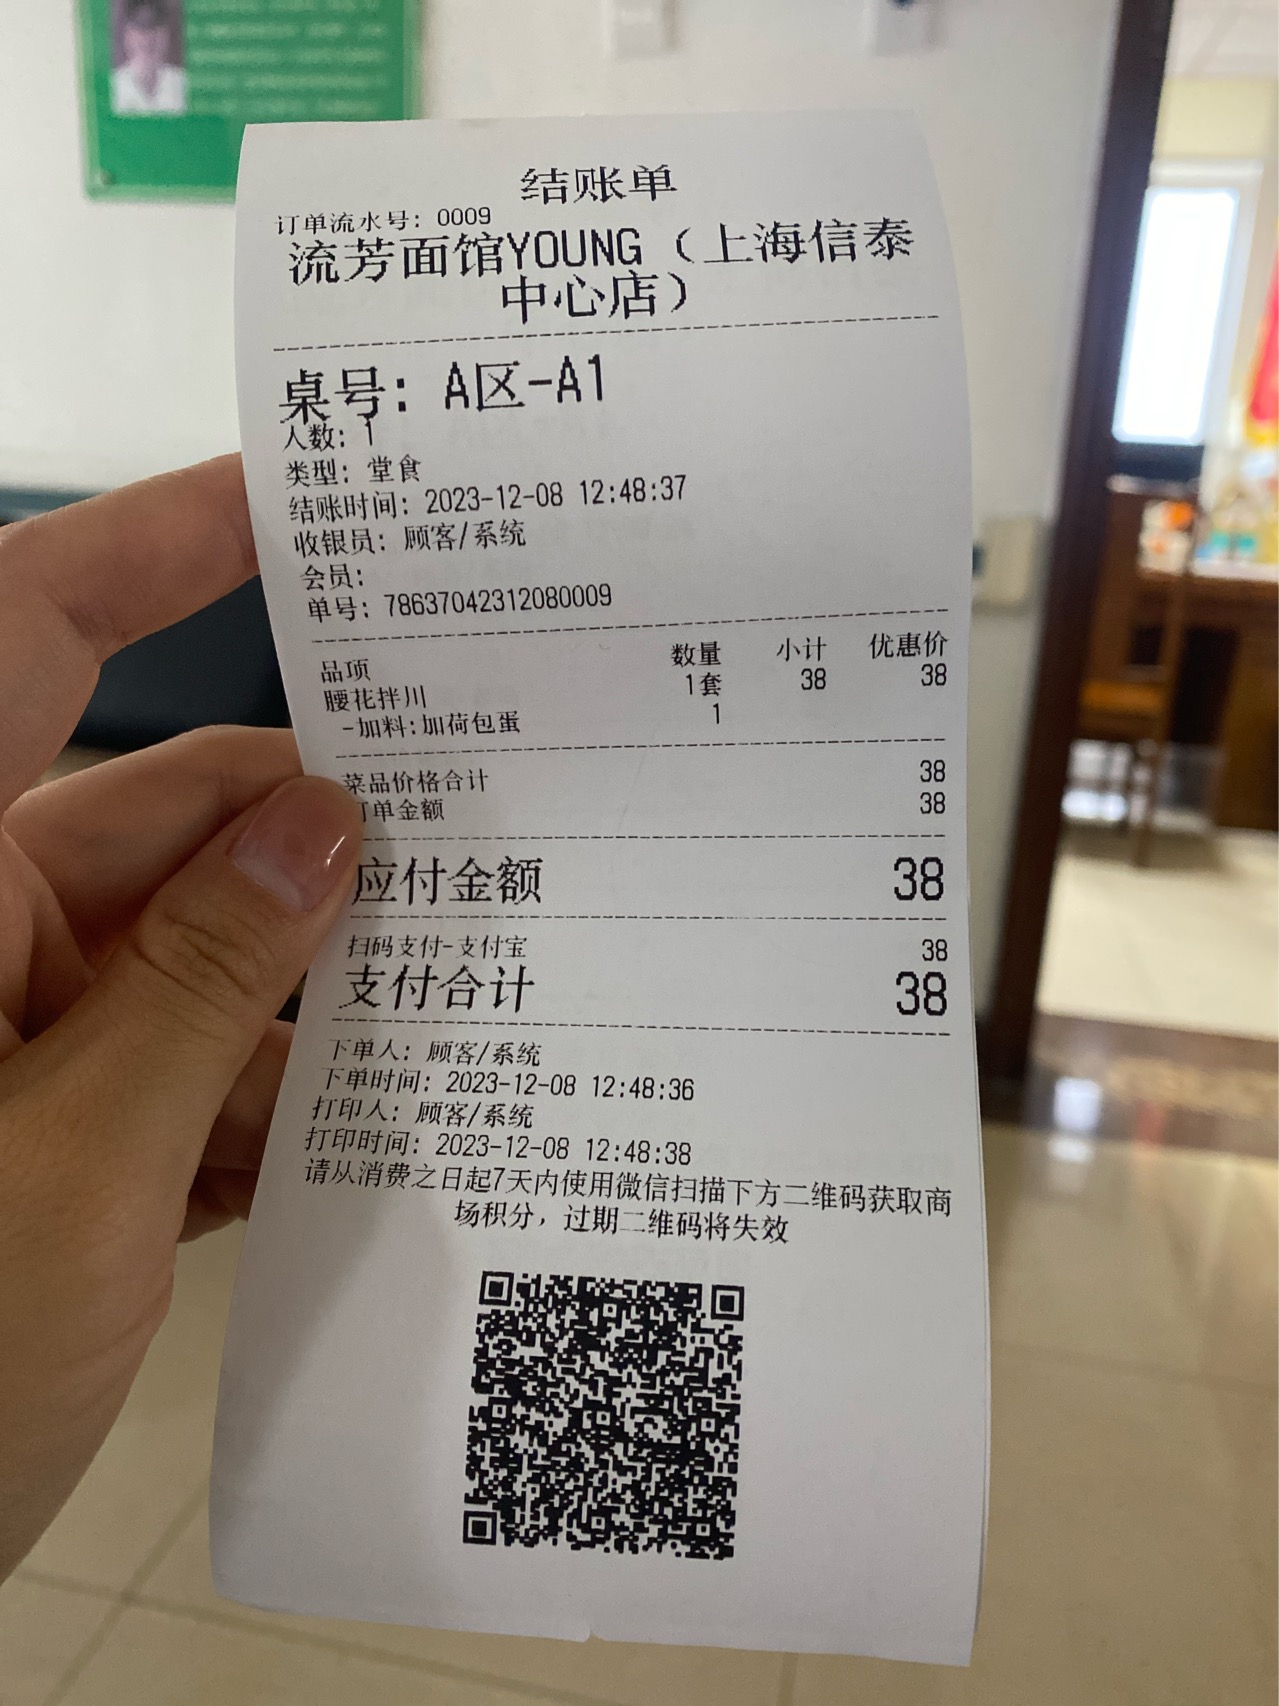 结账单
订单流水号: 0009
流芳面馆YOUNG（上海信泰
中心店）
桌号: A区-A1
人数: 1
类型: 堂食
结账时间: 2023-12-08 12:48:37
收银员: 顾客/系统
会员:
单号: 78637042312080009
品项 数量 小计 优惠价
腰花拌川 1套 38 38
-加料:加荷包蛋 1
菜品价格合计 38
订单金额 38
应付金额 38
扫码支付-支付宝 38
支付合计 38
下单人: 顾客/系统
下单时间: 2023-12-08 12:48:36
打印人: 顾客/系统
打印时间: 2023-12-08 12:48:38
请从消费之日起7天内使用微信扫描下方二维码获取商
场积分，过期二维码将失效